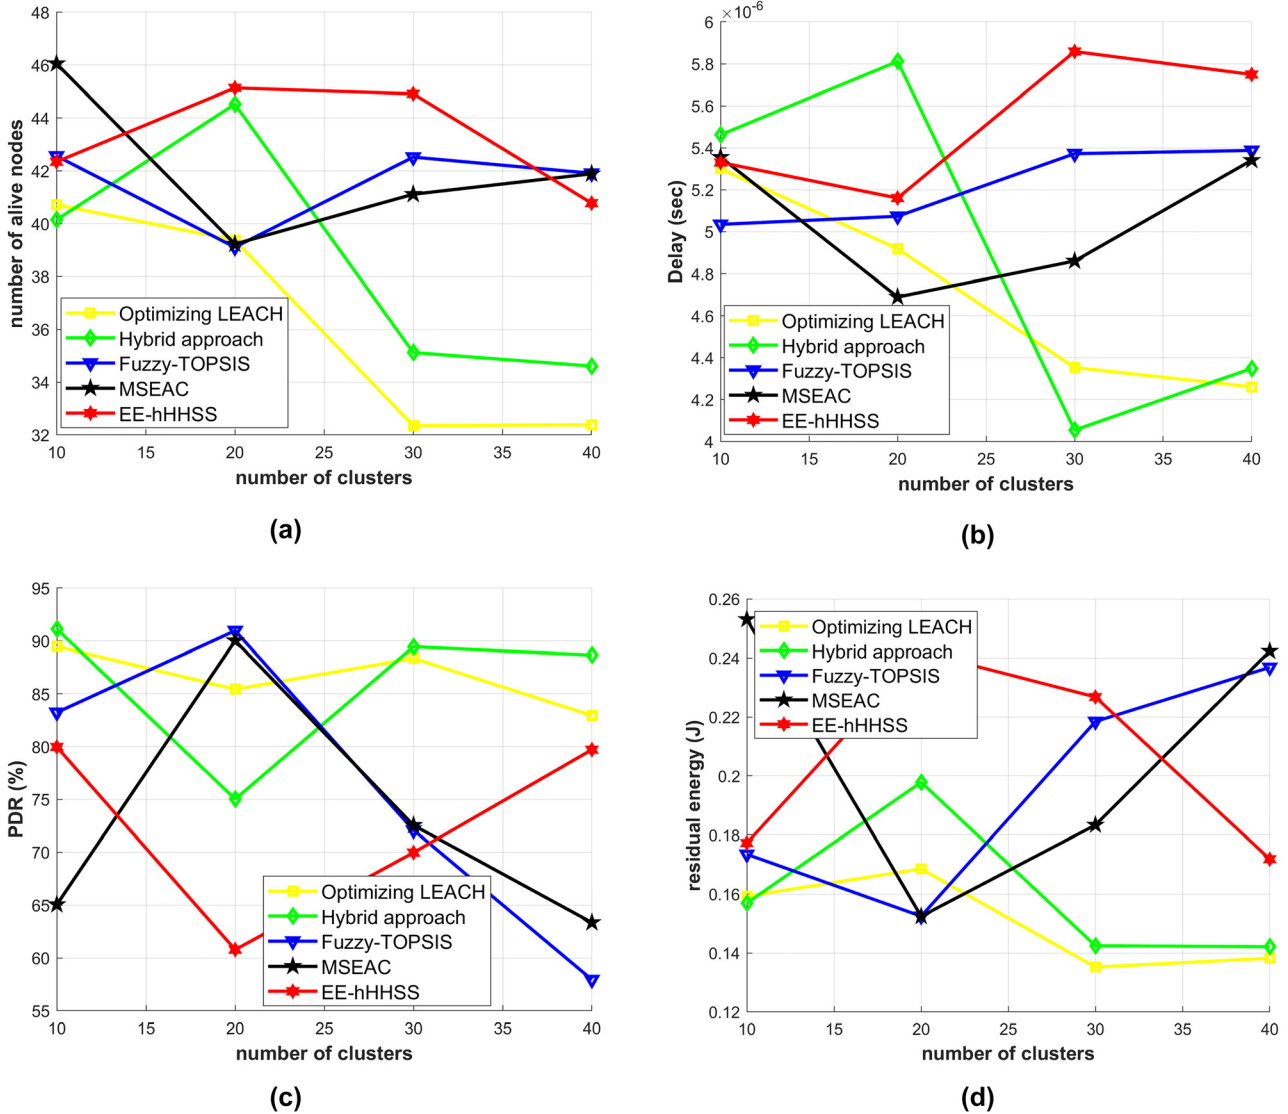 48
46
44
42
40
38
36
34
32
10
15
20
25
30
35
40
number of alive nodes
number of clusters
Optimizing LEACH
Hybrid approach
Fuzzy-TOPSIS
MSEAC
EE-hHHSS
(a)
×10-6
6
5.8
5.6
5.4
5.2
5
4.8
4.6
4.4
4.2
4
10
15
20
25
30
35
40
Delay (sec)
number of clusters
Optimizing LEACH
Hybrid approach
Fuzzy-TOPSIS
MSEAC
EE-hHHSS
(b)
95
90
85
80
75
70
65
60
55
10
15
20
25
30
35
40
PDR (%)
number of clusters
Optimizing LEACH
Hybrid approach
Fuzzy-TOPSIS
MSEAC
EE-hHHSS
(c)
0.26
0.24
0.22
0.2
0.18
0.16
0.14
0.12
10
15
20
25
30
35
40
residual energy (J)
number of clusters
Optimizing LEACH
Hybrid approach
Fuzzy-TOPSIS
MSEAC
EE-hHHSS
(d)